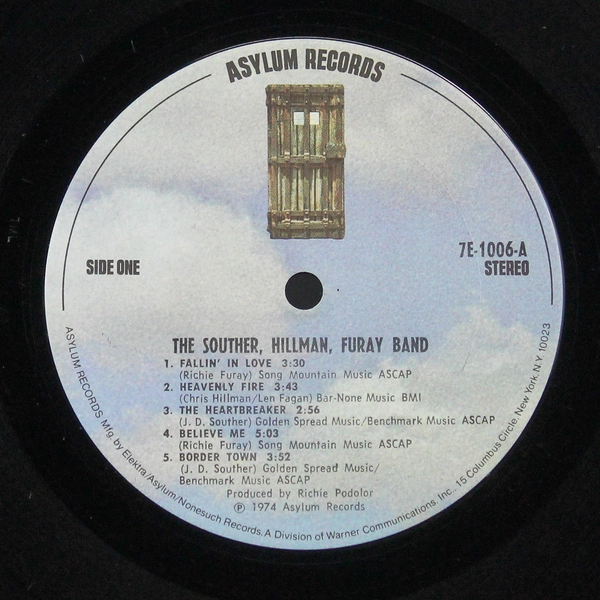 ASYLUM RECORDS
SIDE ONE
7E-1006-A
STEREO
THE SOUTHER, HILLMAN, FURAY BAND
1. FALLIN' IN LOVE 3:30
(Richie Furay) Song Mountain Music ASCAP
2. HEAVENLY FIRE 3:43
(Chris Hillman/Len Fagan) Bar-None Music BMI
3. THE HEARTBREAKER 2:56
(J. D. Souther) Golden Spread Music/Benchmark Music ASCAP
4. BELIEVE ME 5:03
(Richie Furay) Song Mountain Music ASCAP
5. BORDER TOWN 3:52
(J. D. Souther) Golden Spread Music/
Benchmark Music ASCAP
Produced by Richie Podolor
℗ 1974 Asylum Records
ASYLUM RECORDS. Mfg. by Elektra/Asylum/Nonesuch Records. A Division of Warner Communications, Inc., 15 Columbus Circle, New York, N.Y. 10023